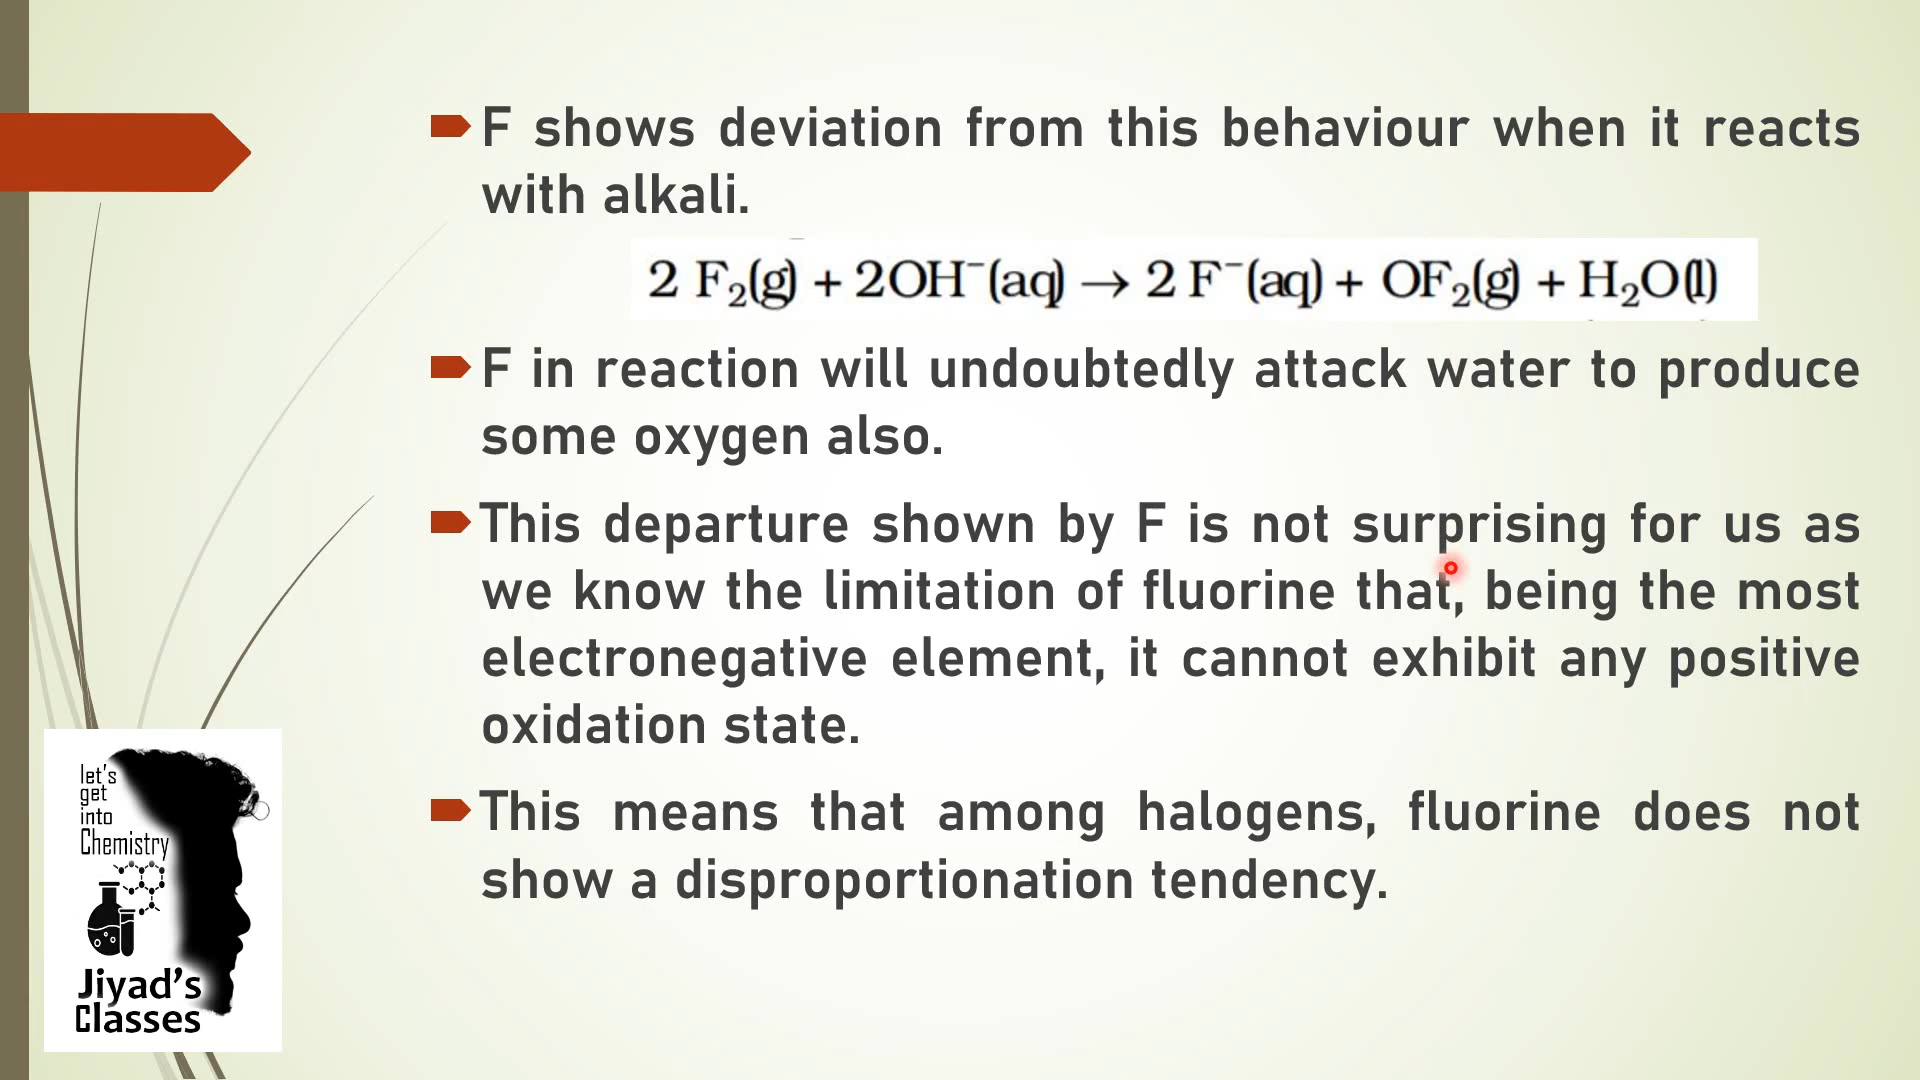 F shows deviation from this behaviour when it reacts
with alkali.
2 F₂(g) + 2OH⁻(aq) → 2 F⁻(aq) + OF₂(g) + H₂O(l)
F in reaction will undoubtedly attack water to produce
some oxygen also.
This departure shown by F is not surprising for us as
we know the limitation of fluorine that, being the most
electronegative element, it cannot exhibit any positive
oxidation state.
This means that among halogens, fluorine does not
show a disproportionation tendency.
let's
get
into
Chemistry
Jiyad's
Classes